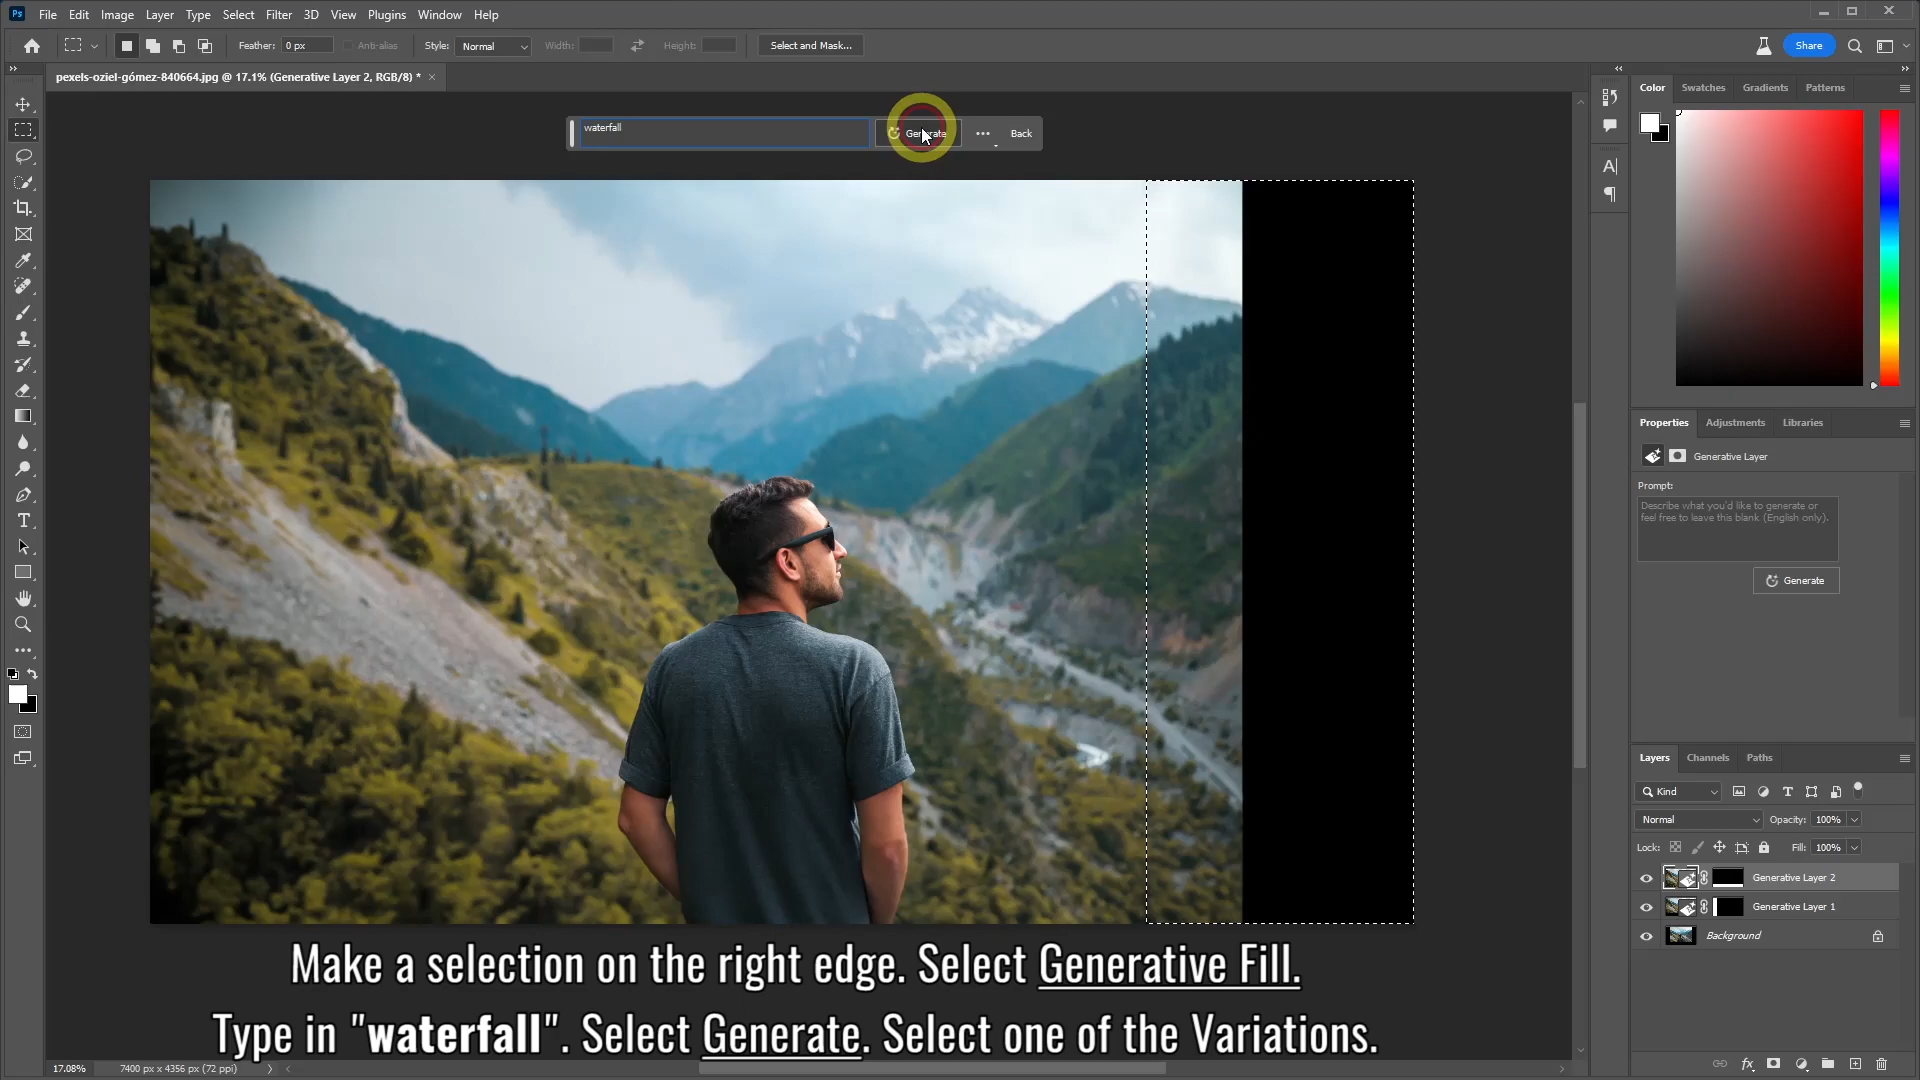 Ps File Edit Image Layer Type Select Filter 3D View Plugins Window Help
Feather: 0 px Anti-alias Style: Normal Width: Height: Select and Mask... Share
pexels-oziel-gómez-840664.jpg @ 17.1% (Generative Layer 2, RGB/8) *
waterfall Generate Back
Color Swatches Gradients Patterns
Properties Adjustments Libraries
Generative Layer
Prompt:
Describe what you'd like to generate or
feel free to leave this blank (English only).
Generate
Layers Channels Paths
Kind
Normal Opacity: 100%
Lock: Fill: 100%
Generative Layer 2
Generative Layer 1
Background
Make a selection on the right edge. Select Generative Fill.
Type in "waterfall". Select Generate. Select one of the Variations.
17.08% 7400 px x 4356 px (72 ppi)